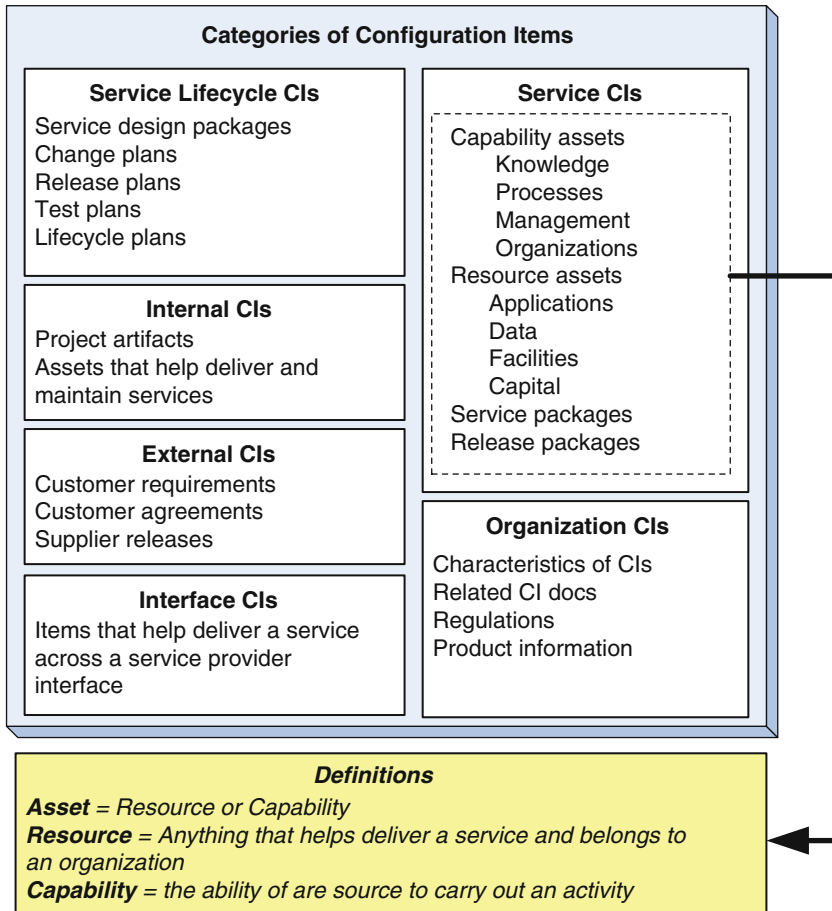 Categories of Configuration Items
Service Lifecycle CIs
Service design packages
Change plans
Release plans
Test plans
Lifecycle plans
Internal CIs
Project artifacts
Assets that help deliver and
maintain services
External CIs
Customer requirements
Customer agreements
Supplier releases
Interface CIs
Items that help deliver a service
across a service provider
interface
Service CIs
Capability assets
Knowledge
Processes
Management
Organizations
Resource assets
Applications
Data
Facilities
Capital
Service packages
Release packages
Organization CIs
Characteristics of CIs
Related CI docs
Regulations
Product information
Definitions
Asset = Resource or Capability
Resource = Anything that helps deliver a service and belongs to
an organization
Capability = the ability of are source to carry out an activity